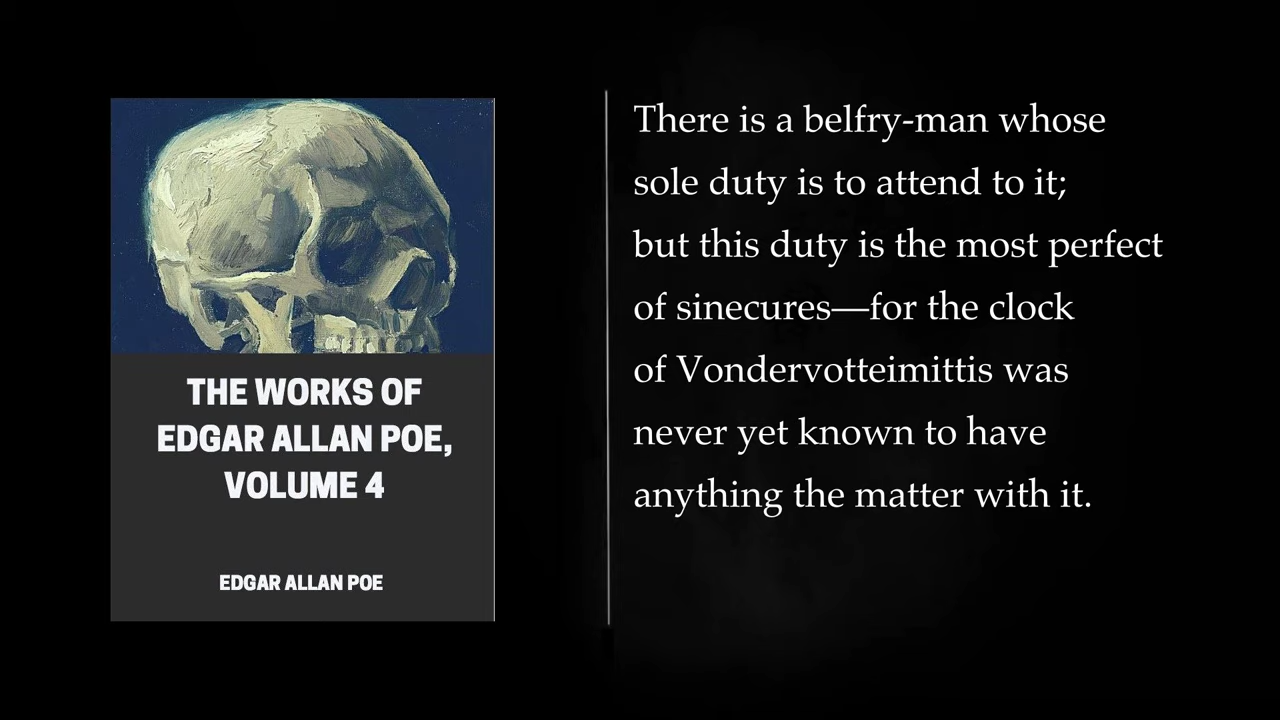 THE WORKS OF
EDGAR ALLAN POE,
VOLUME 4
EDGAR ALLAN POE
There is a belfry-man whose
sole duty is to attend to it;
but this duty is the most perfect
of sinecures—for the clock
of Vondervotteimittis was
never yet known to have
anything the matter with it.